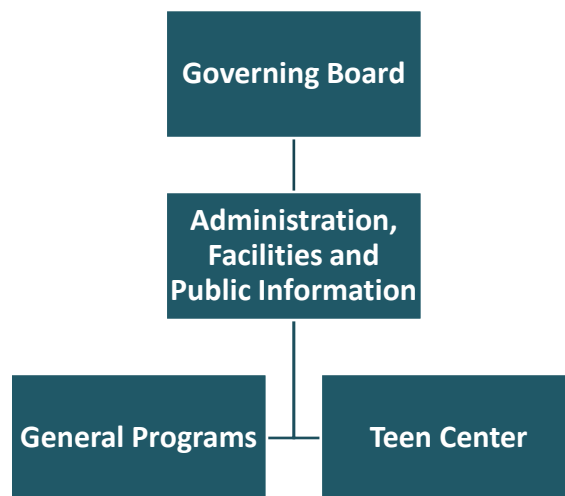 Governing Board
Administration,
Facilities and
Public Information
General Programs
Teen Center